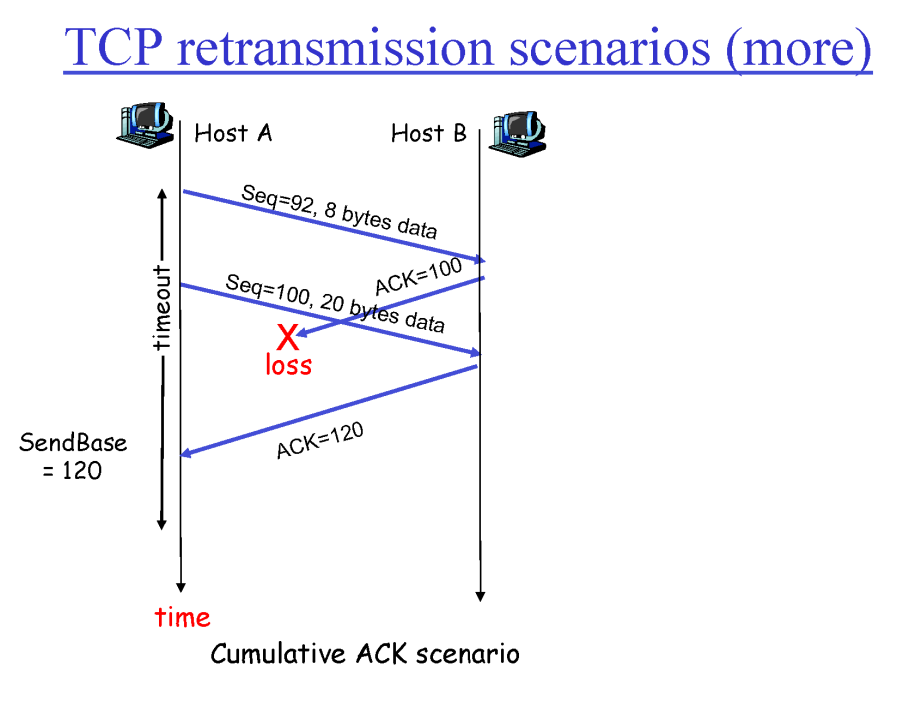 TCP retransmission scenarios (more)
Host A
Host B
Seq=92, 8 bytes data
ACK=100
timeout
Seq=100, 20 bytes data
X
loss
ACK=120
SendBase
= 120
time
Cumulative ACK scenario